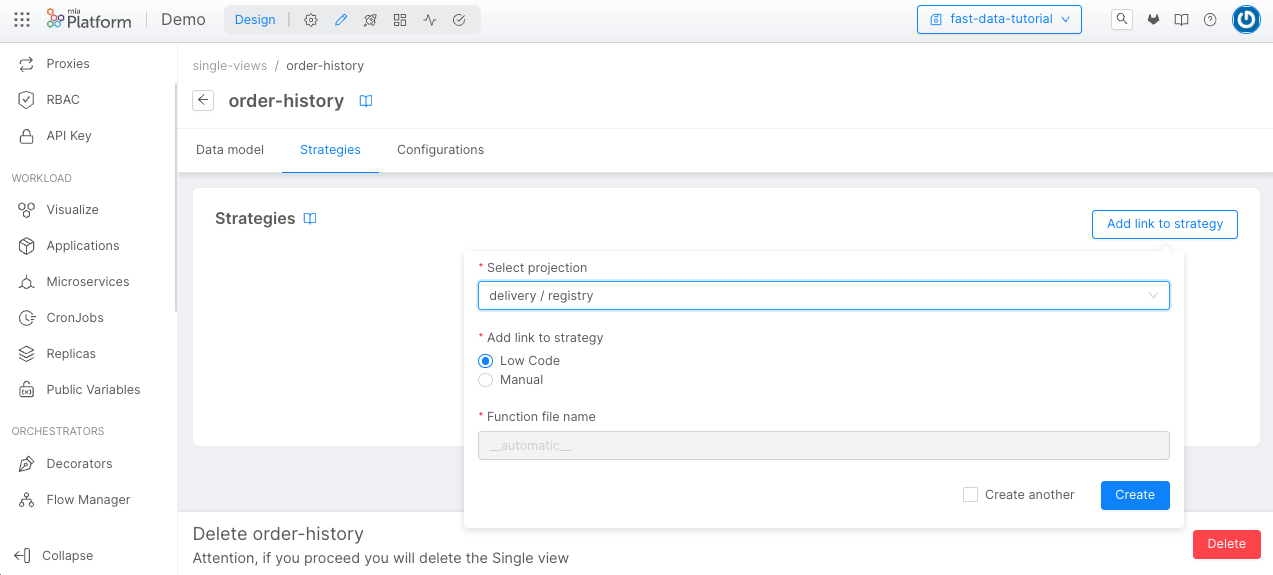 mia Platform
Demo
Design
fast-data-tutorial
Proxies
RBAC
API Key
WORKLOAD
Visualize
Applications
Microservices
CronJobs
Replicas
Public Variables
ORCHESTRATORS
Decorators
Flow Manager
Collapse
single-views / order-history
order-history
Data model
Strategies
Configurations
Strategies
Add link to strategy
* Select projection
delivery / registry
* Add link to strategy
Low Code
Manual
* Function file name
__automatic__
Create another
Create
Delete order-history
Attention, if you proceed you will delete the Single view
Delete